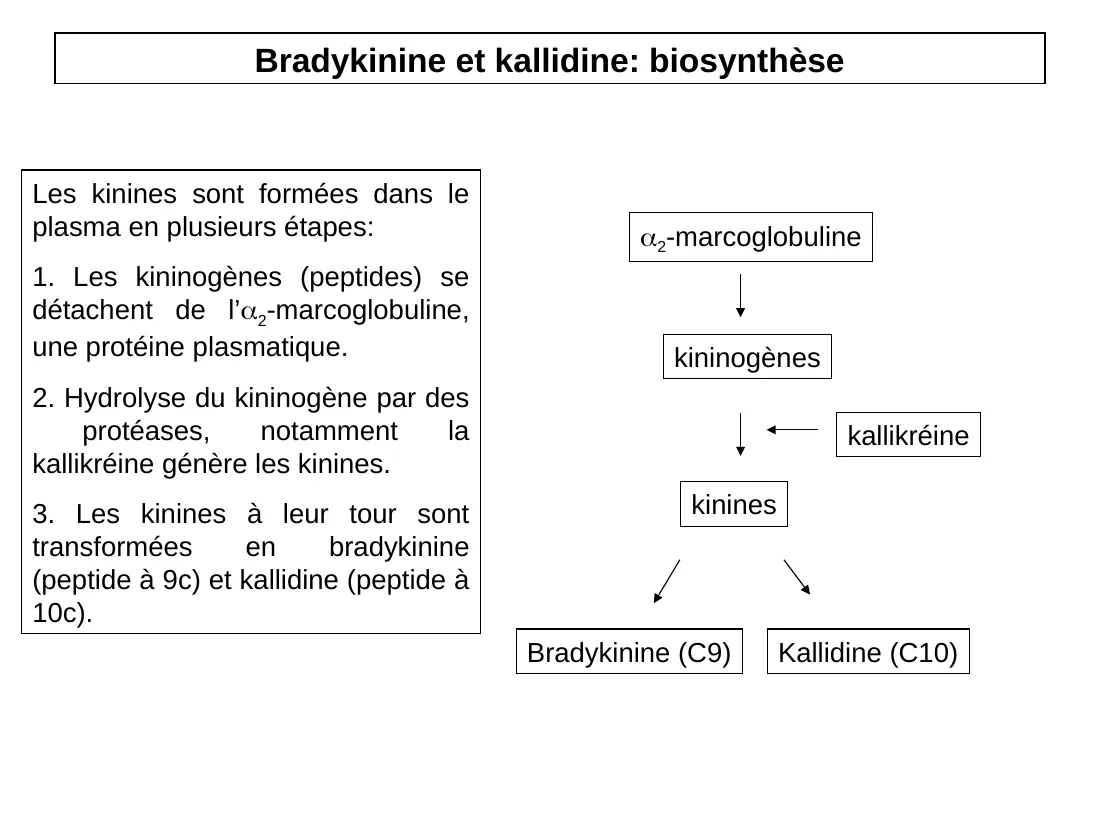 Bradykinine et kallidine: biosynthèse
Les kinines sont formées dans le
plasma en plusieurs étapes:
1. Les kininogènes (peptides) se
détachent de l’α2-marcoglobuline,
une protéine plasmatique.
2. Hydrolyse du kininogène par des
protéases, notamment la
kallikréine génère les kinines.
3. Les kinines à leur tour sont
transformées en bradykinine
(peptide à 9c) et kallidine (peptide à
10c).
α2-marcoglobuline
kininogènes
kallikréine
kinines
Bradykinine (C9)
Kallidine (C10)